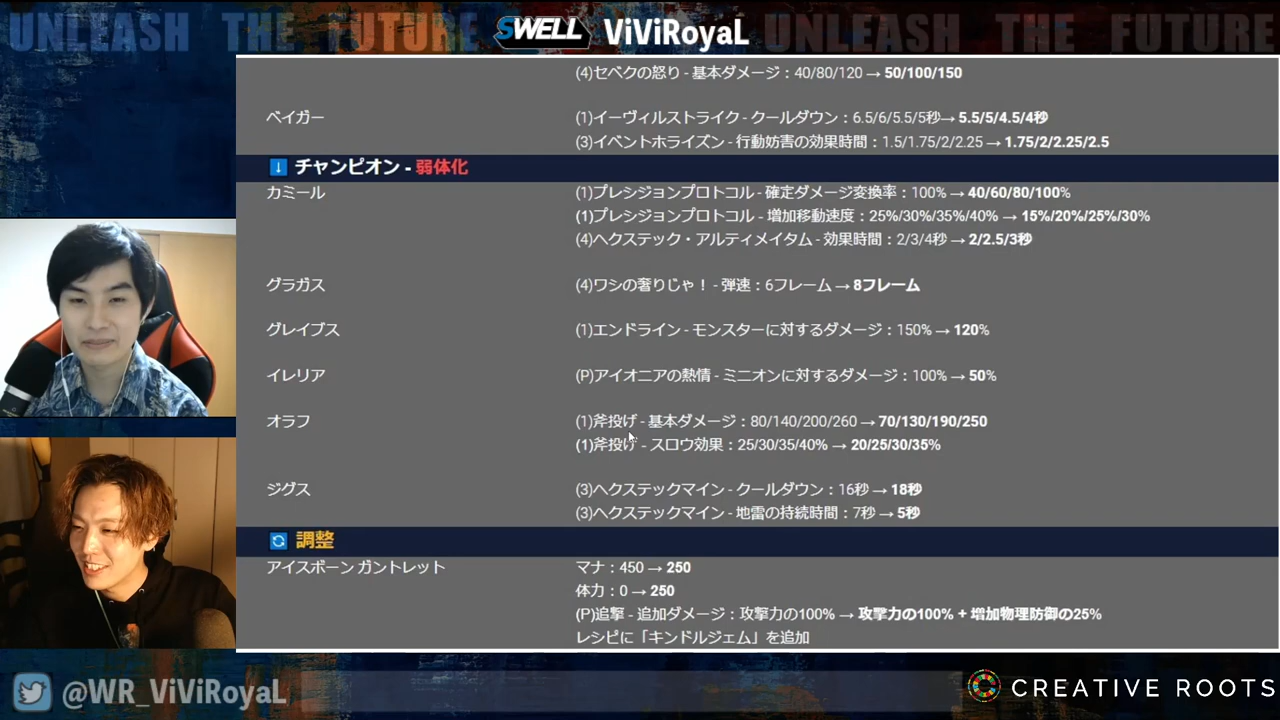 UNLEASH THE FUTURE SWELL ViViRoyaL UNLEASH THE FUTURE
(4)セベクの怒り - 基本ダメージ：40/80/120 → 50/100/150
ベイガー (1)イーヴィルストライク - クールダウン：6.5/6/5.5/5秒→ 5.5/5/4.5/4秒
(3)イベントホライズン - 行動妨害の効果時間：1.5/1.75/2/2.25 → 1.75/2/2.25/2.5
↓ チャンピオン - 弱体化
カミール (1)プレシジョンプロトコル - 確定ダメージ変換率：100% → 40/60/80/100%
(1)プレシジョンプロトコル - 増加移動速度：25%/30%/35%/40% → 15%/20%/25%/30%
(4)ヘクステック・アルティメイタム - 効果時間：2/3/4秒 → 2/2.5/3秒
グラガス (4)ワシの奢りじゃ！ - 弾速：6フレーム → 8フレーム
グレイブス (1)エンドライン - モンスターに対するダメージ：150% → 120%
イレリア (P)アイオニアの熱情 - ミニオンに対するダメージ：100% → 50%
オラフ (1)斧投げ - 基本ダメージ：80/140/200/260 → 70/130/190/250
(1)斧投げ - スロウ効果：25/30/35/40% → 20/25/30/35%
ジグス (3)ヘクステックマイン - クールダウン：16秒 → 18秒
(3)ヘクステックマイン - 地雷の持続時間：7秒 → 5秒
調整
アイスボーン ガントレット マナ：450 → 250
体力：0 → 250
(P)追撃 - 追加ダメージ：攻撃力の100% → 攻撃力の100% + 増加物理防御の25%
レシピに「キンドルジェム」を追加
@WR_ViViRoyaL CREATIVE ROOTS